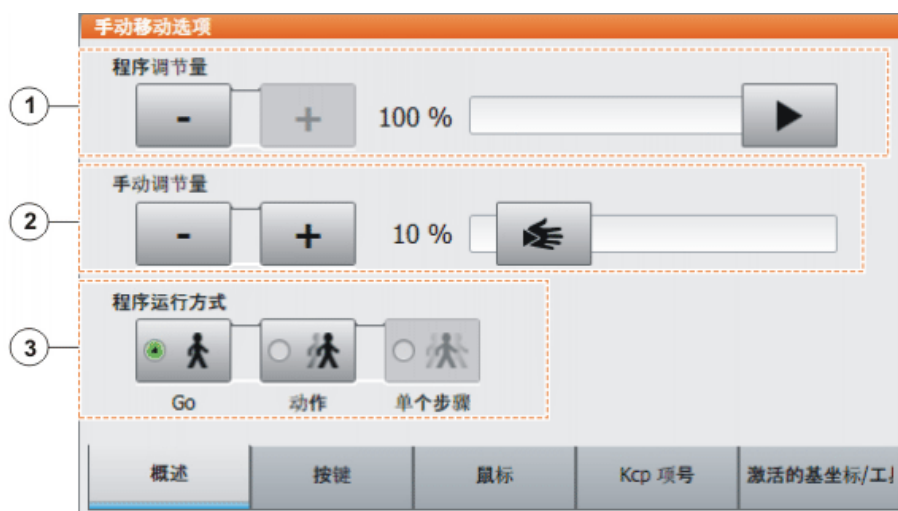 手动移动选项
程序调节量
1
- + 100 %
手动调节量
2
- + 10 %
程序运行方式
3
Go 动作 单个步骤
概述 按键 鼠标 Kcp 项号 激活的基坐标/工